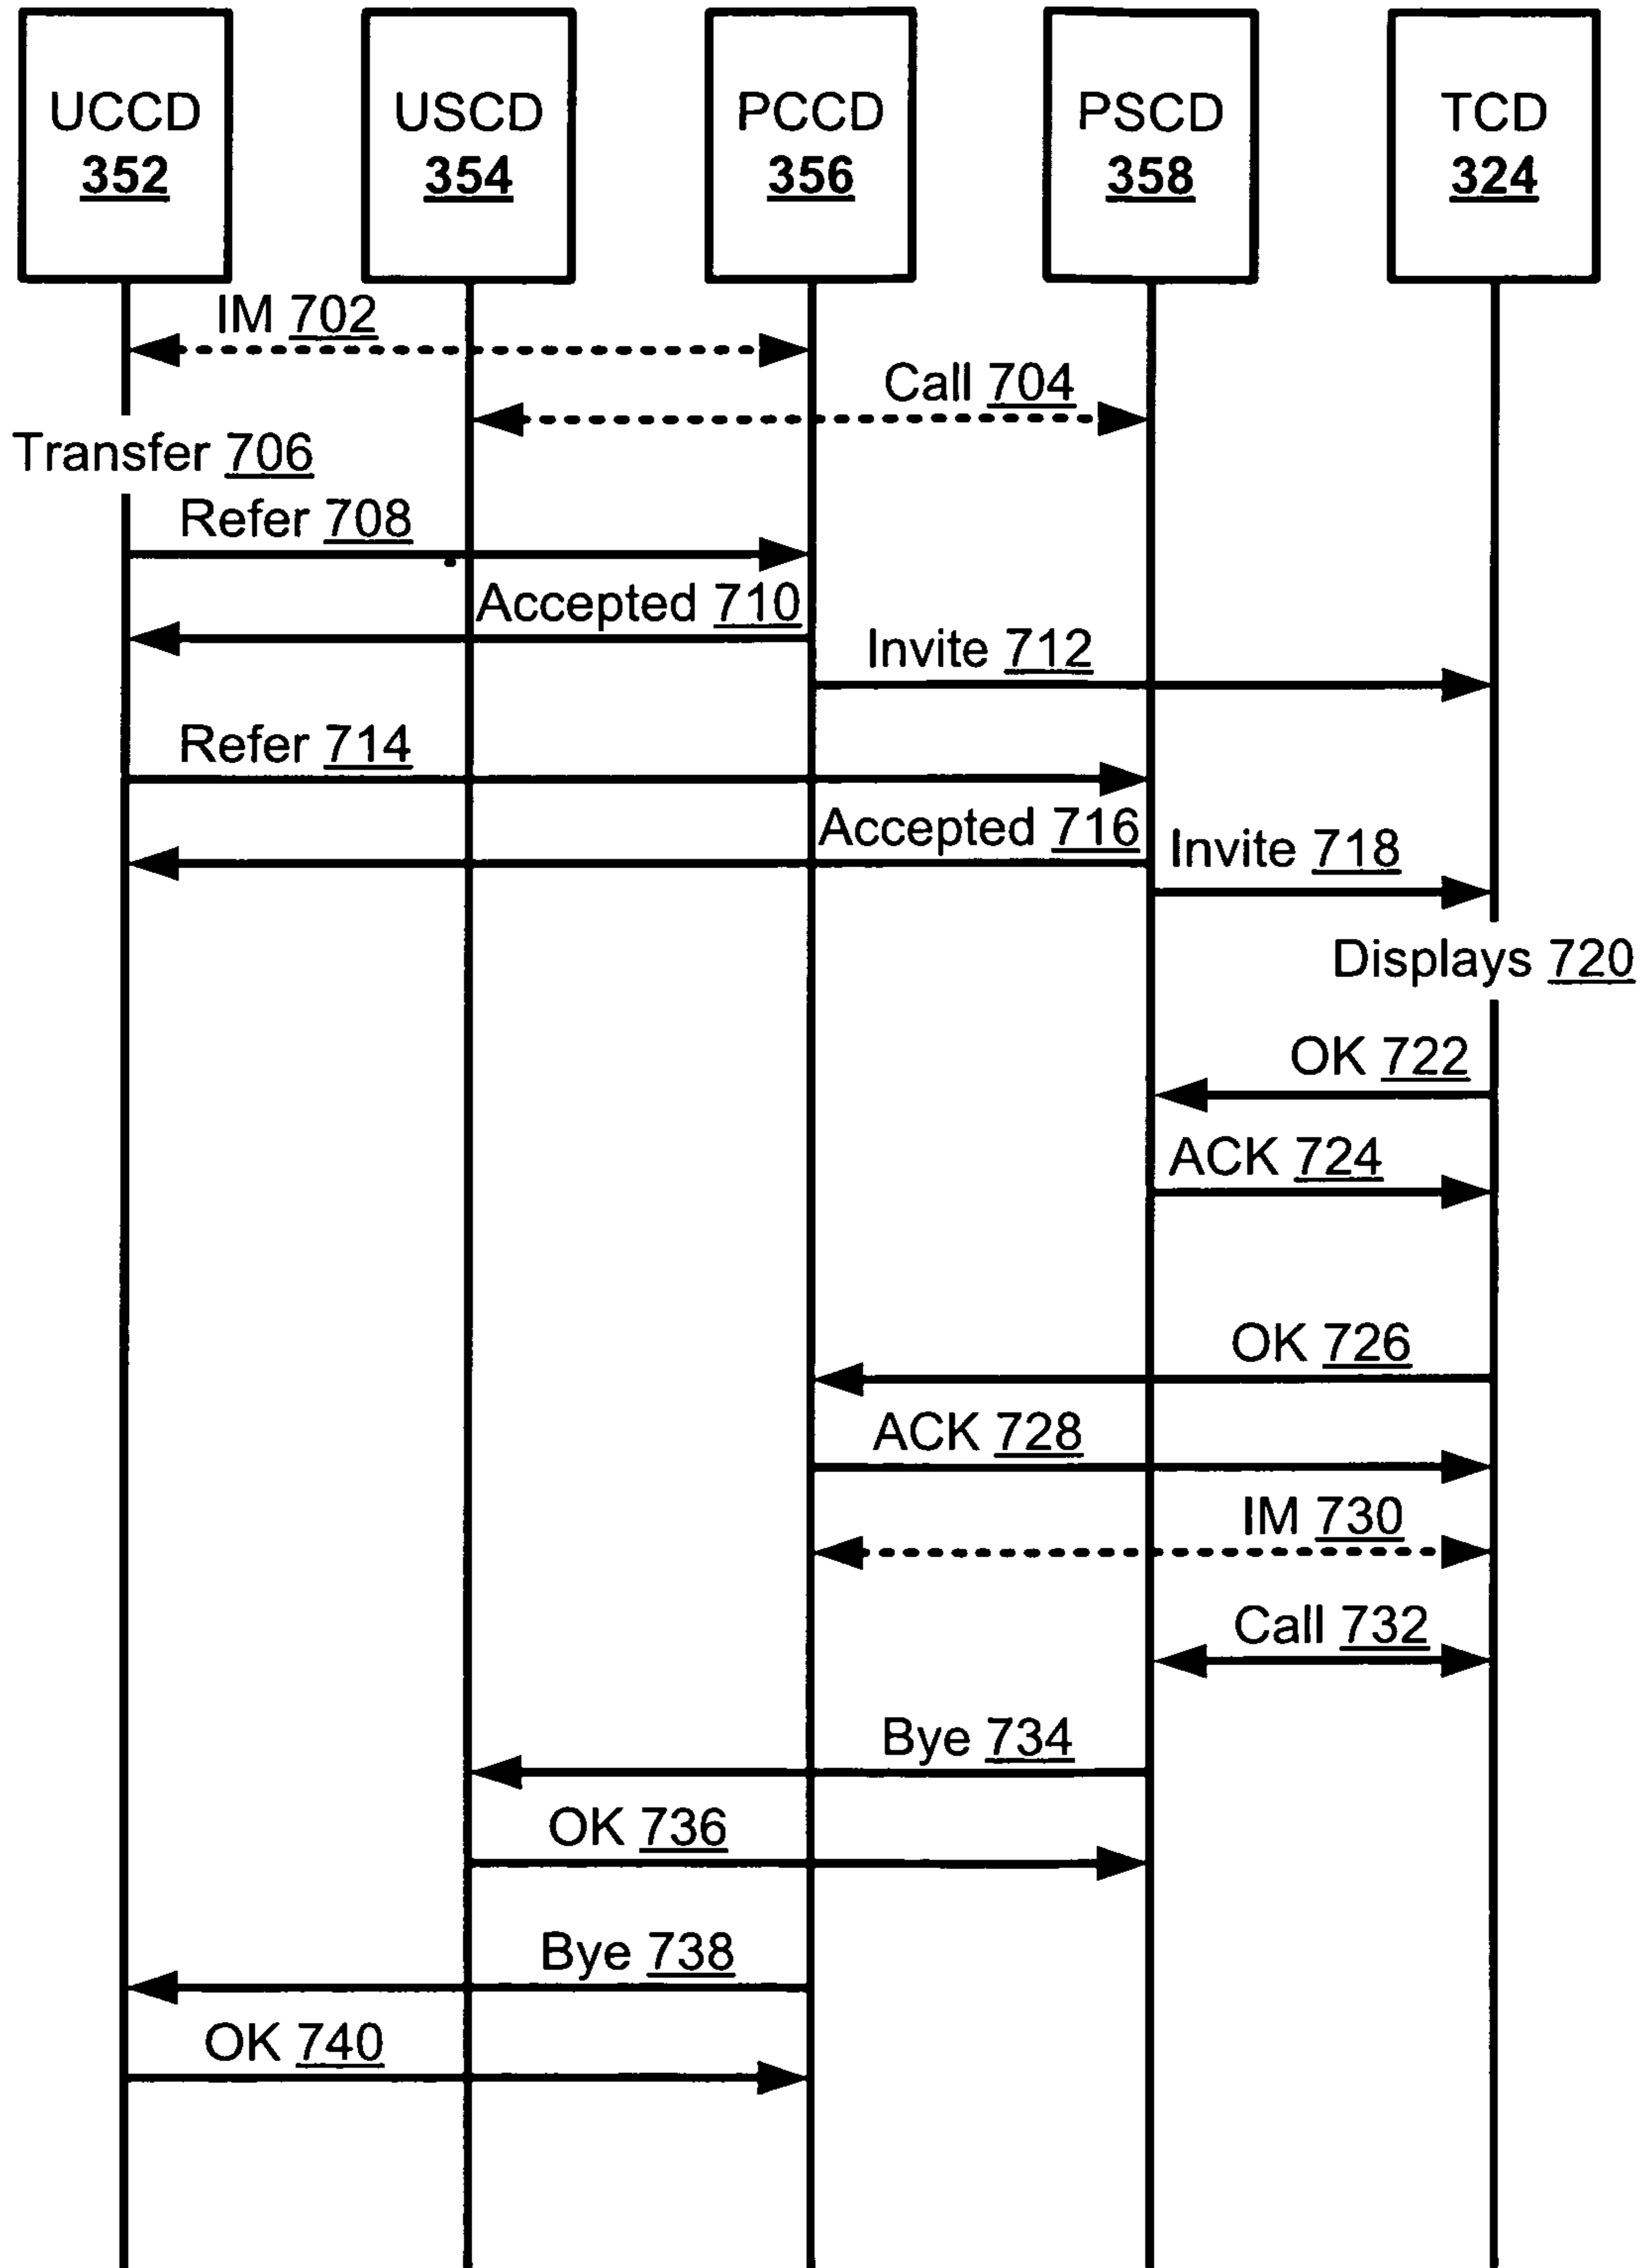 UCCD
352
USCD
354
PCCD
356
PSCD
358
TCD
324
IM 702
Call 704
Transfer 706
Refer 708
Accepted 710
Invite 712
Refer 714
Accepted 716
Invite 718
Displays 720
OK 722
ACK 724
OK 726
ACK 728
IM 730
Call 732
Bye 734
OK 736
Bye 738
OK 740